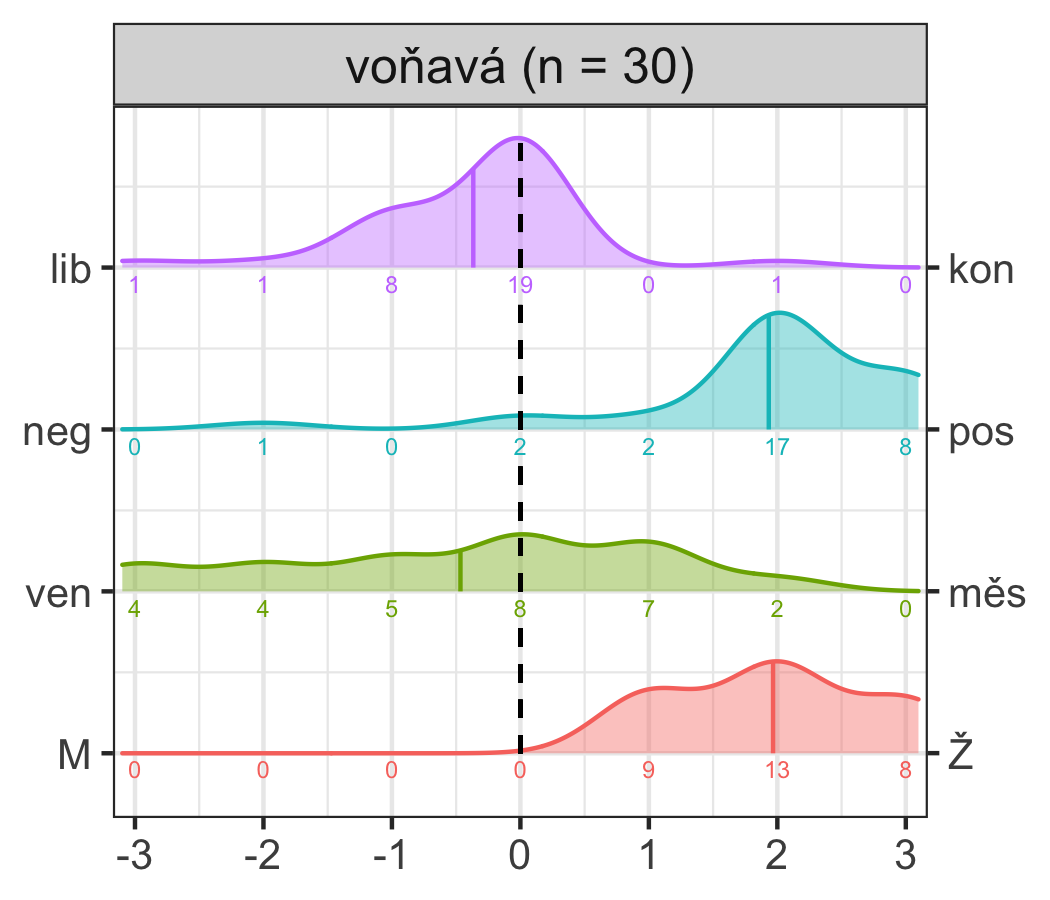 voňavá (n = 30)
lib kon
1 1 8 19 0 1 0
neg pos
0 1 0 2 2 17 8
ven měs
4 4 5 8 7 2 0
M Ž
0 0 0 0 9 13 8
-3 -2 -1 0 1 2 3